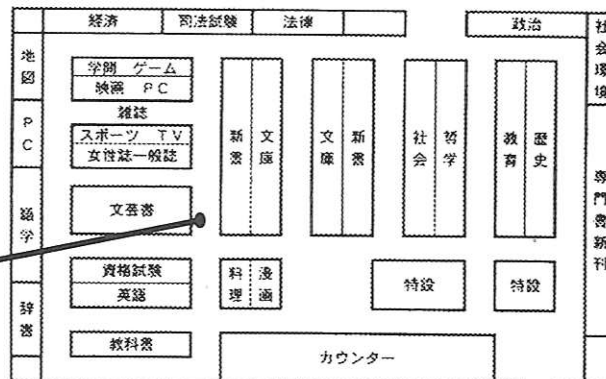 経済
司法試験
法律
政治
社会環境
地図
PC
語学
辞書
学問 ゲーム
映画 PC
雑誌
スポーツ TV
女性誌一般誌
文芸書
資格試験
英語
教科書
新書
文庫
文庫
新書
社会
哲学
教育
歴史
料理
漫画
特設
特設
専門書新刊
カウンター